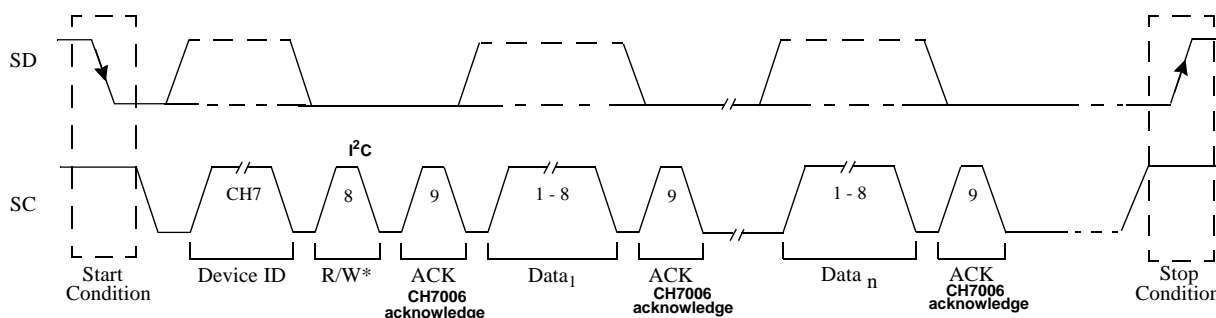 SD
I²C
SC
CH7
8
9
1 - 8
9
1 - 8
9
Start
Condition
Device ID
R/W*
ACK
CH7006
acknowledge
Data1
ACK
CH7006
acknowledge
Data n
ACK
CH7006
acknowledge
Stop
Condition